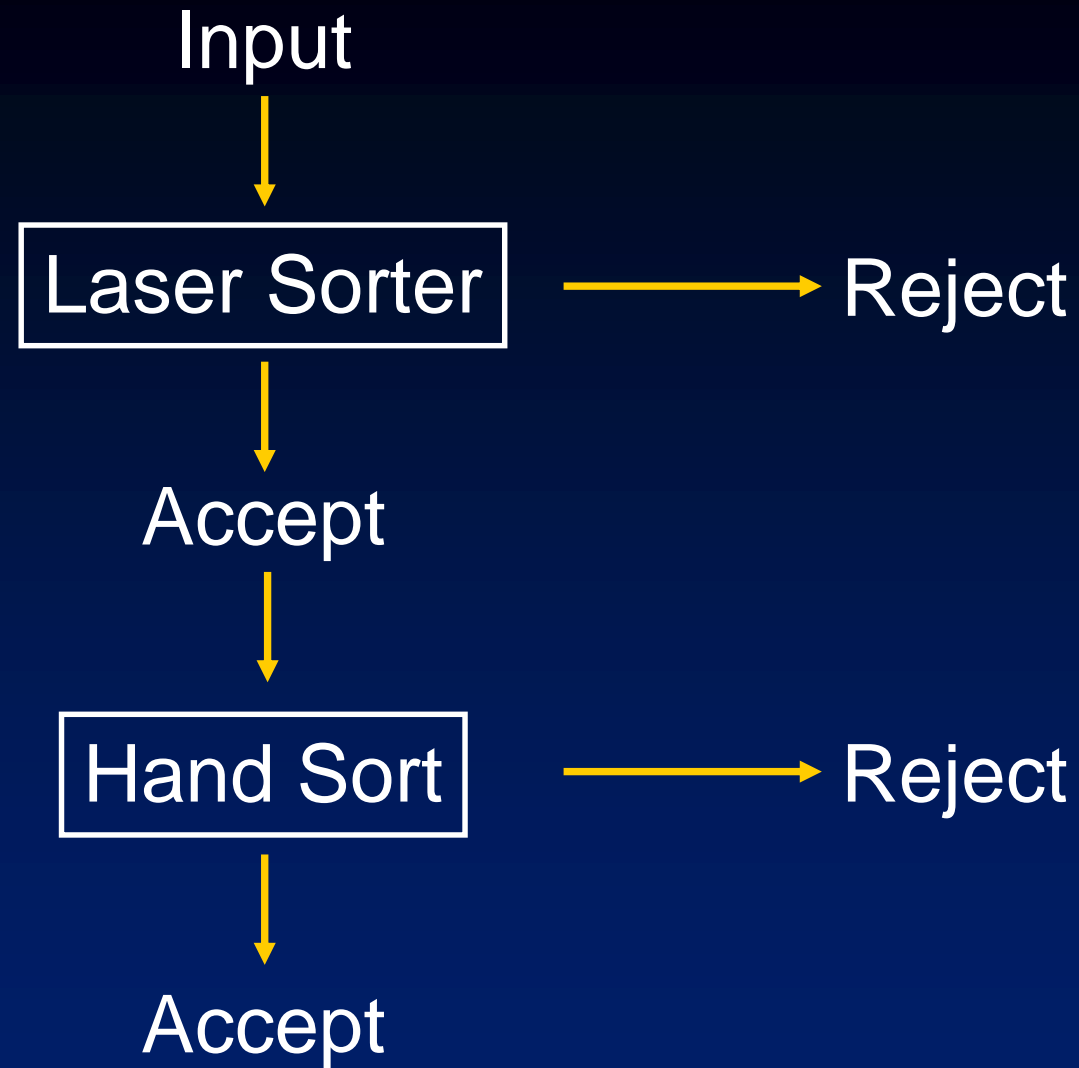 Input
Laser Sorter
Reject
Accept
Hand Sort
Reject
Accept